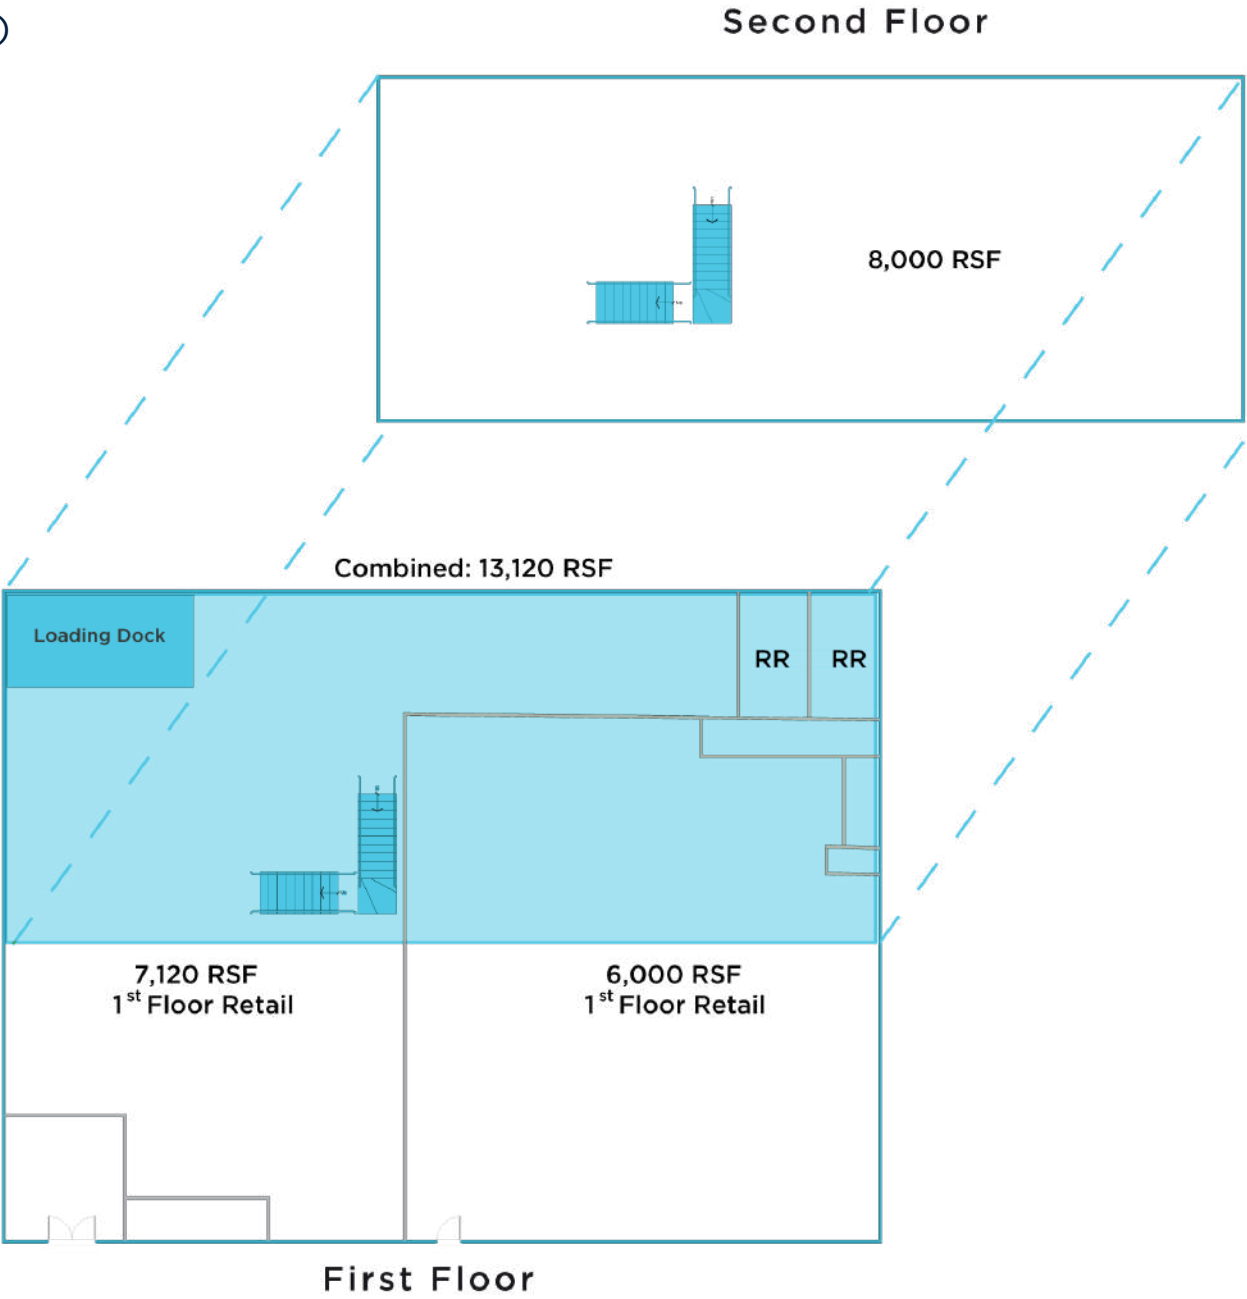 Second Floor
8,000 RSF
Combined: 13,120 RSF
Loading Dock
RR
RR
7,120 RSF
1st Floor Retail
6,000 RSF
1st Floor Retail
First Floor